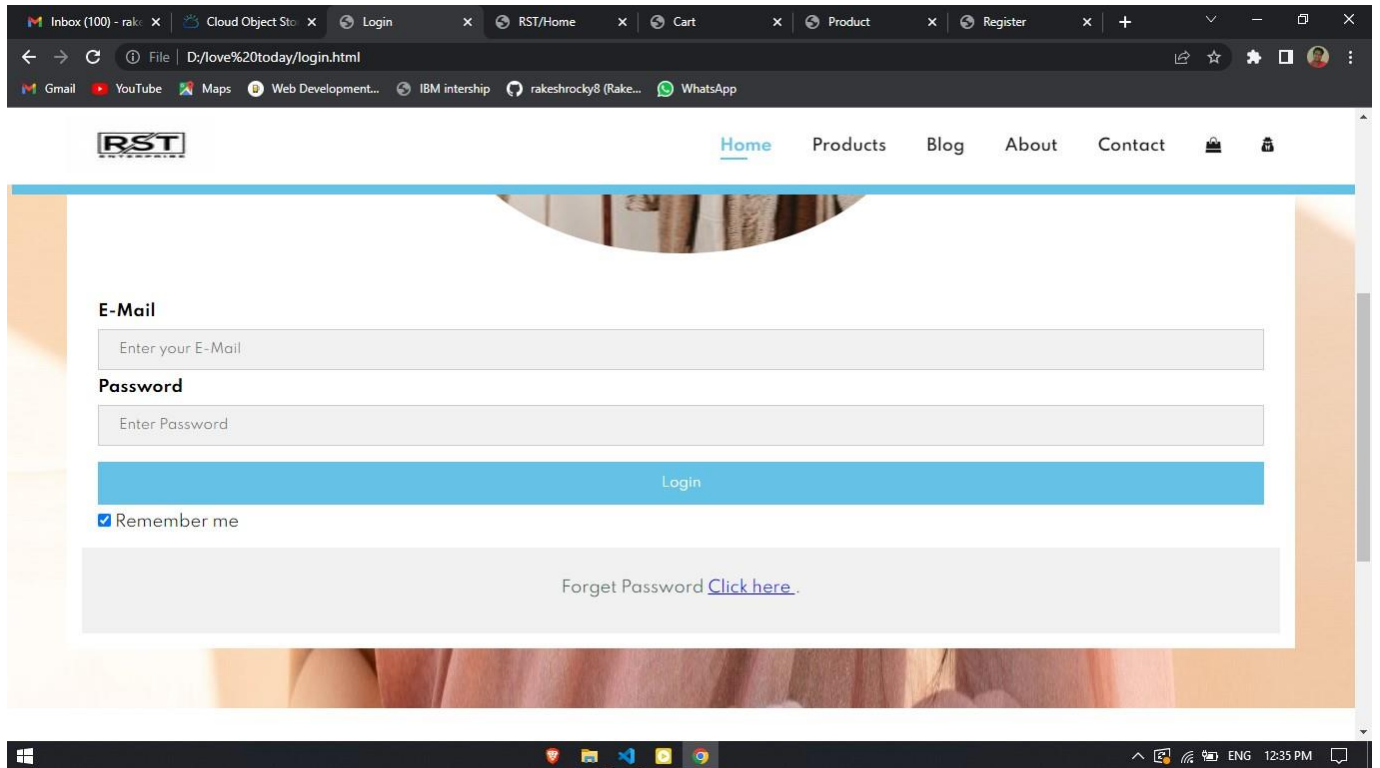 Inbox (100) - rake
Cloud Object Sto
Login
RST/Home
Cart
Product
Register
File D:/love%20today/login.html
Gmail YouTube Maps Web Development... IBM intership rakeshrocky8 (Rake... WhatsApp
RST
ENTERPRISE
Home Products Blog About Contact
E-Mail
Enter your E-Mail
Password
Enter Password
Login
Remember me
Forget Password Click here .
ENG 12:35 PM